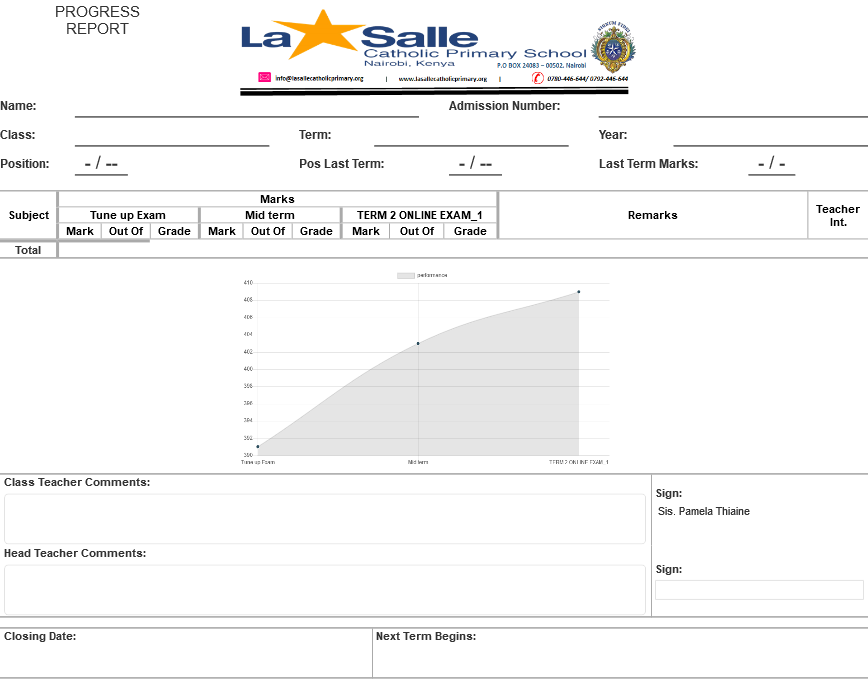 PROGRESS
REPORT
La Salle
Catholic Primary School
Nairobi, Kenya
P.O BOX 24083 – 00502, Nairobi
info@lasallecatholicprimary.org | www.lasallecatholicprimary.org | 0780-446-644/ 0792-446-644
Name: Admission Number:
Class: Term: Year:
Position: - / -- Pos Last Term: - / -- Last Term Marks: - / -
Subject Marks Remarks Teacher Int.
Tune up Exam Mid term TERM 2 ONLINE EXAM_1
Mark Out Of Grade Mark Out Of Grade Mark Out Of Grade
Total
performance
410
408
406
404
402
400
398
396
394
392
390
Tune up Exam Mid term TERM 2 ONLINE EXAM_1
Class Teacher Comments:
Sign:
Sis. Pamela Thiaine
Head Teacher Comments:
Sign:
Closing Date: Next Term Begins: